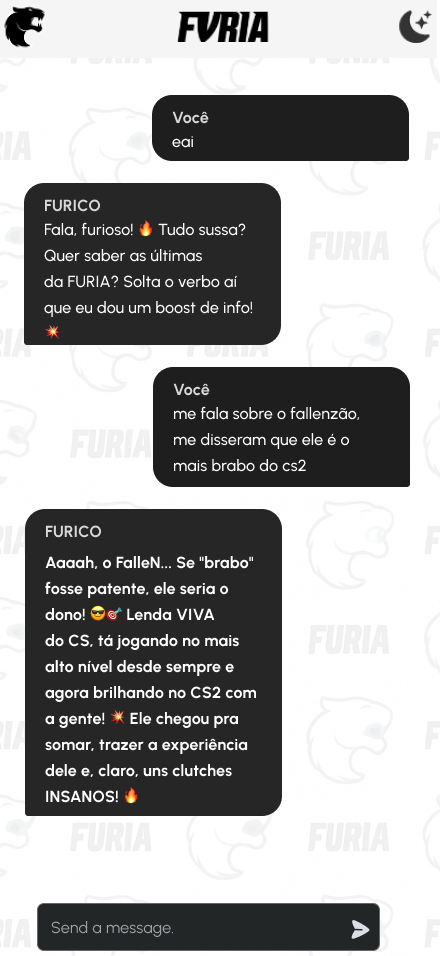 FURIA
Você
eai
FURICO
Fala, furioso! 🔥 Tudo sussa?
Quer saber as últimas
da FURIA? Solta o verbo aí
que eu dou um boost de info!
💥
Você
me fala sobre o fallenzão,
me disseram que ele é o
mais brabo do cs2
FURICO
Aaaah, o FalleN... Se "brabo"
fosse patente, ele seria o
dono! 😎🎯 Lenda VIVA
do CS, tá jogando no mais
alto nível desde sempre e
agora brilhando no CS2 com
a gente! 💥 Ele chegou pra
somar, trazer a experiência
dele e, claro, uns clutches
INSANOS! 🔥
Send a message.